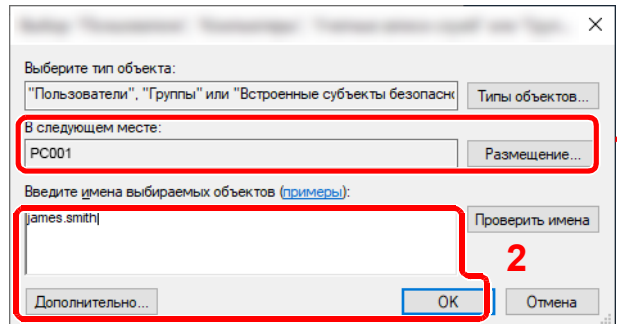 Выберите тип объекта:
"Пользователи", "Группы" или "Встроенные субъекты безопасно
Типы объектов...
В следующем месте:
PC001
Размещение...
Введите имена выбираемых объектов (примеры):
james.smith
Проверить имена
2
Дополнительно...
OK
Отмена